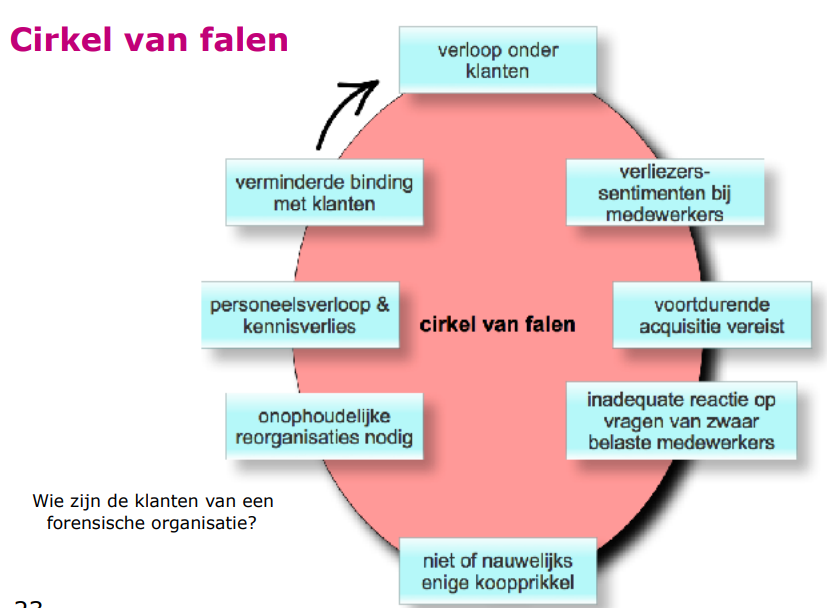 Cirkel van falen
verloop onder
klanten
verliezers-
sentimenten bij
medewerkers
voortdurende
acquisitie vereist
inadequate reactie op
vragen van zwaar
belaste medewerkers
niet of nauwelijks
enige koopprikkel
onophoudelijke
reorganisaties nodig
personeelsverloop &
kennisverlies
verminderde binding
met klanten
cirkel van falen
Wie zijn de klanten van een
forensische organisatie?